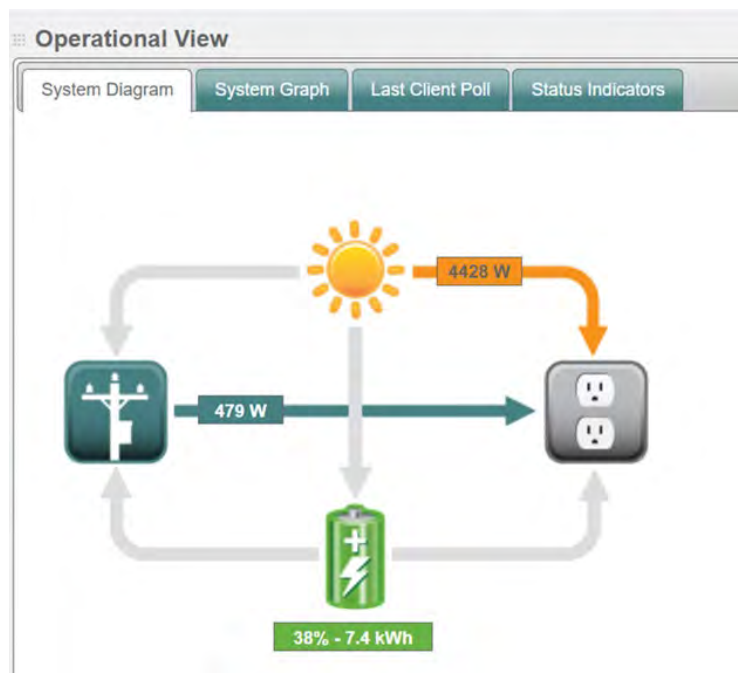 Operational View
System Diagram
System Graph
Last Client Poll
Status Indicators
4428 W
479 W
38% - 7.4 kWh